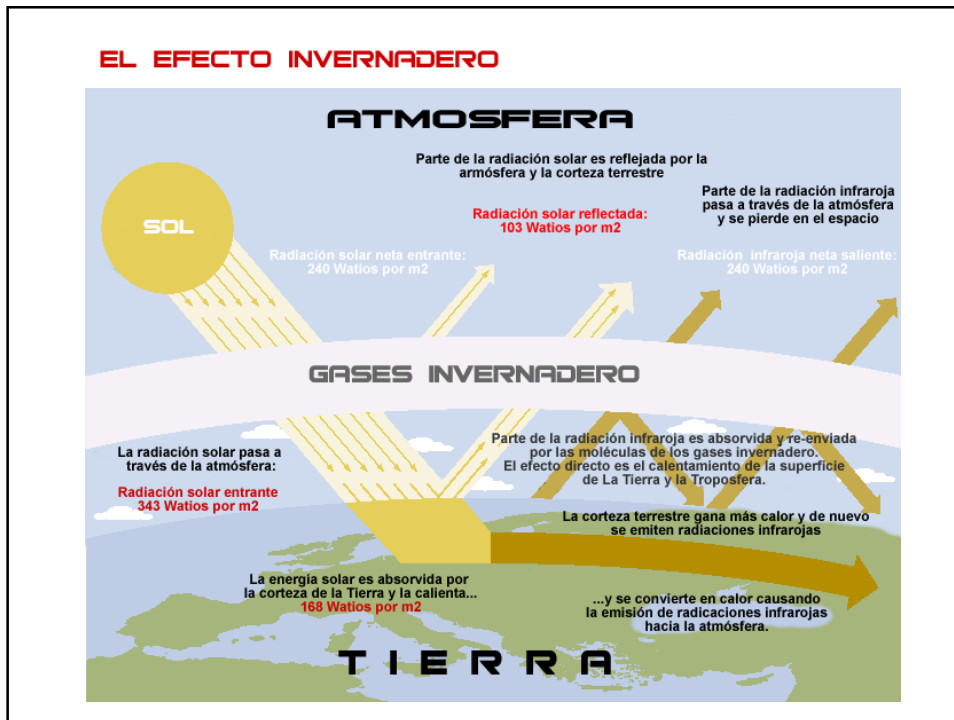 EL EFECTO INVERNADERO
ATMOSFERA
Parte de la radiación solar es reflejada por la
armósfera y la corteza terrestre
Parte de la radiación infraroja
pasa a través de la atmósfera
y se pierde en el espacio
SOL
Radiación solar reflectada:
103 Watios por m2
Radiación solar neta entrante:
240 Watios por m2
Radiación infraroja neta saliente:
240 Watios por m2
GASES INVERNADERO
La radiación solar pasa a
través de la atmósfera:
Radiación solar entrante
343 Watios por m2
Parte de la radiación infraroja es absorvida y re-enviada
por las moléculas de los gases invernadero.
El efecto directo es el calentamiento de la superficie
de La Tierra y la Troposfera.
La corteza terrestre gana más calor y de nuevo
se emiten radiaciones infrarojas
La energía solar es absorvida por
la corteza de la Tierra y la calienta...
168 Watios por m2
...y se convierte en calor causando
la emisión de radicaciones infrarojas
hacia la atmósfera.
TIERRA